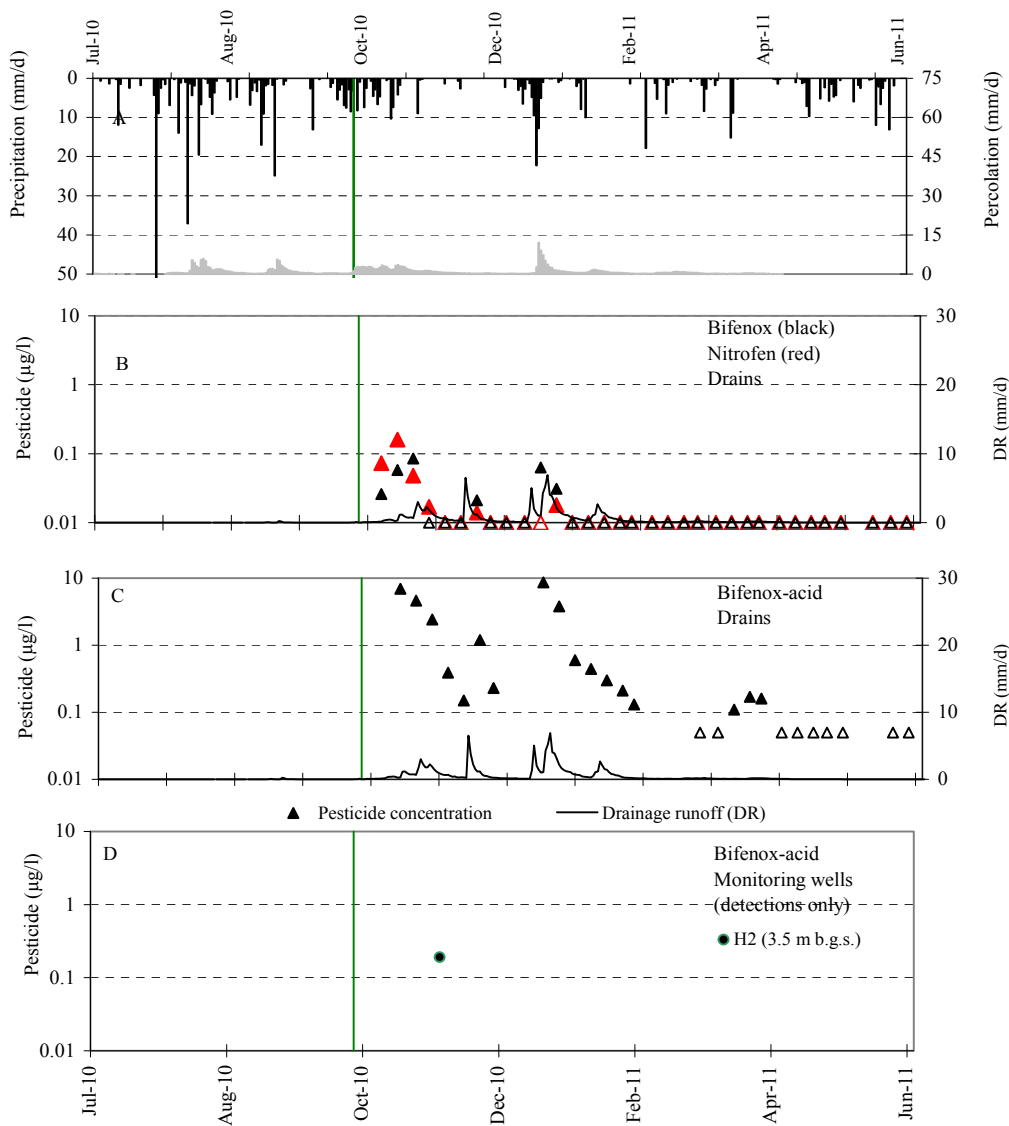 Jul-10
Aug-10
Oct-10
Dec-10
Feb-11
Apr-11
Jun-11
Precipitation (mm/d)
0
10
20
30
40
50
A
75
60
45
30
15
0
Percolation (mm/d)
Pesticide (µg/l)
10
1
0.1
0.01
B
Bifenox (black)
Nitrofen (red)
Drains
30
20
10
0
DR (mm/d)
Pesticide (µg/l)
10
1
0.1
0.01
C
Bifenox-acid
Drains
30
20
10
0
DR (mm/d)
Pesticide concentration
Drainage runoff (DR)
Pesticide (µg/l)
10
1
0.1
0.01
D
Bifenox-acid
Monitoring wells
(detections only)
H2 (3.5 m b.g.s.)
Jul-10
Aug-10
Oct-10
Dec-10
Feb-11
Apr-11
Jun-11